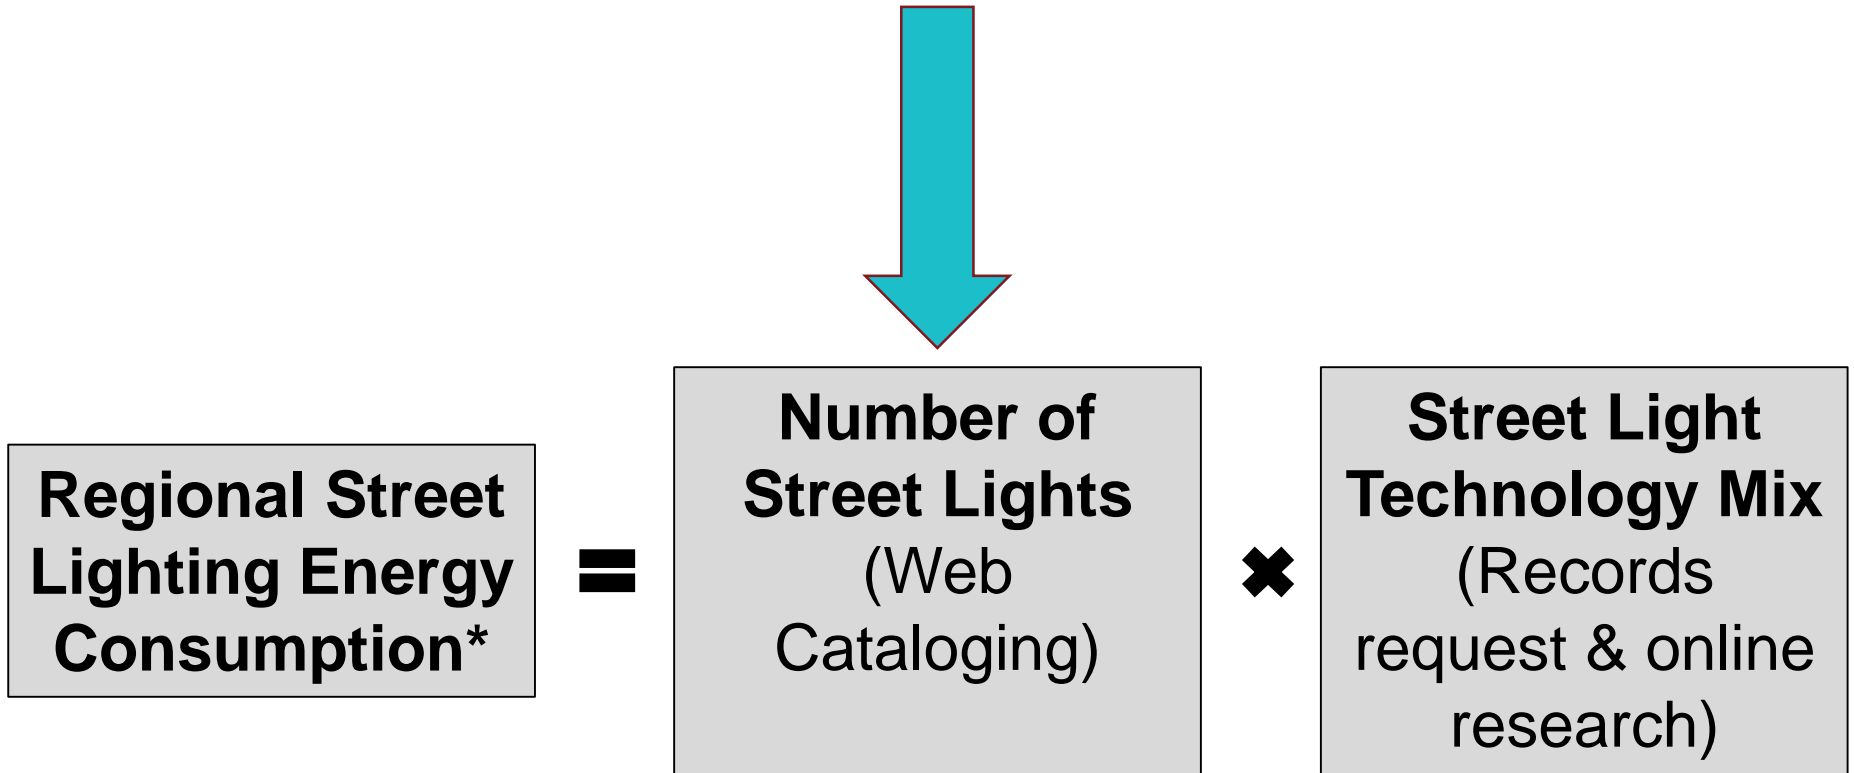 Regional Street
Lighting Energy
Consumption*
=
Number of
Street Lights
(Web
Cataloging)
✖
Street Light
Technology Mix
(Records
request & online
research)